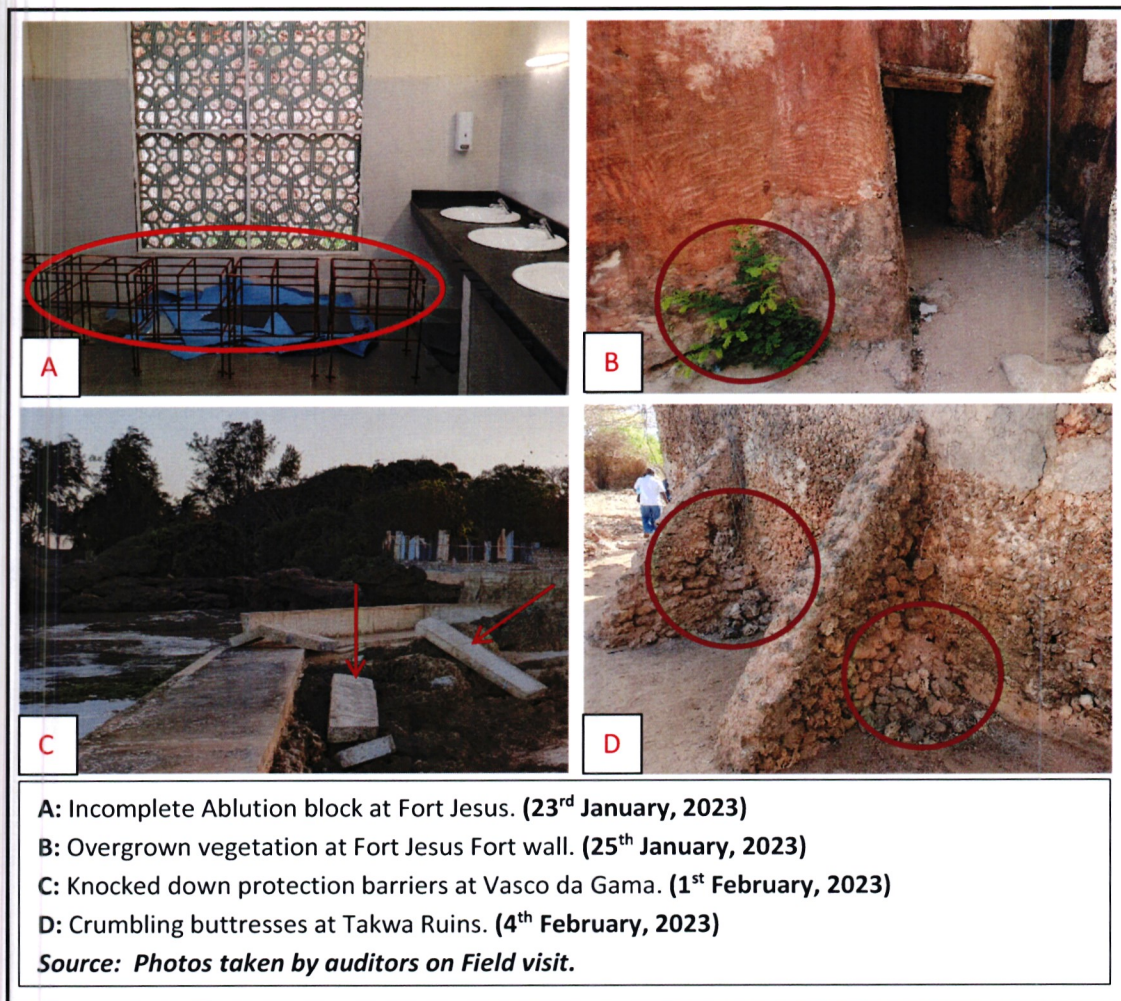 A
B
C
D
A: Incomplete Ablution block at Fort Jesus. (23rd January, 2023)
B: Overgrown vegetation at Fort Jesus Fort wall. (25th January, 2023)
C: Knocked down protection barriers at Vasco da Gama. (1st February, 2023)
D: Crumbling buttresses at Takwa Ruins. (4th February, 2023)
Source: Photos taken by auditors on Field visit.